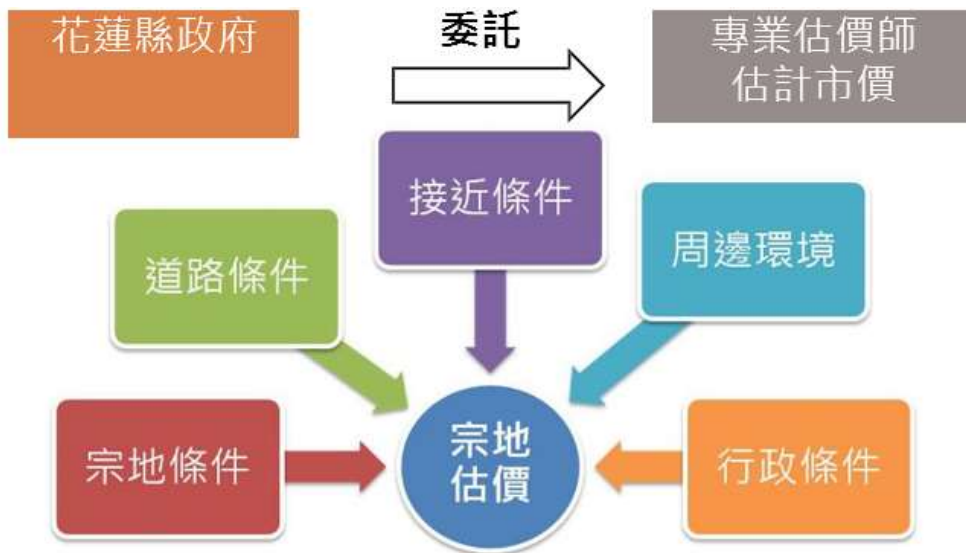 花蓮縣政府
委託
專業估價師
估計市價
接近條件
道路條件
周邊環境
宗地條件
宗地
估價
行政條件